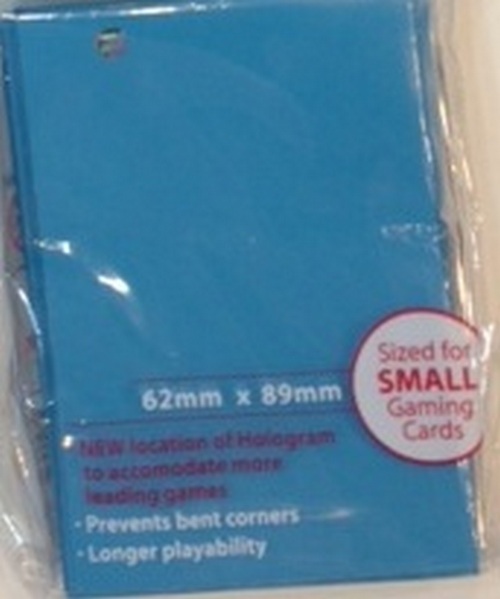 Sized for
SMALL
Gaming
Cards
62mm x 89mm
NEW location of Hologram
to accomodate more
leading games
· Prevents bent corners
· Longer playability